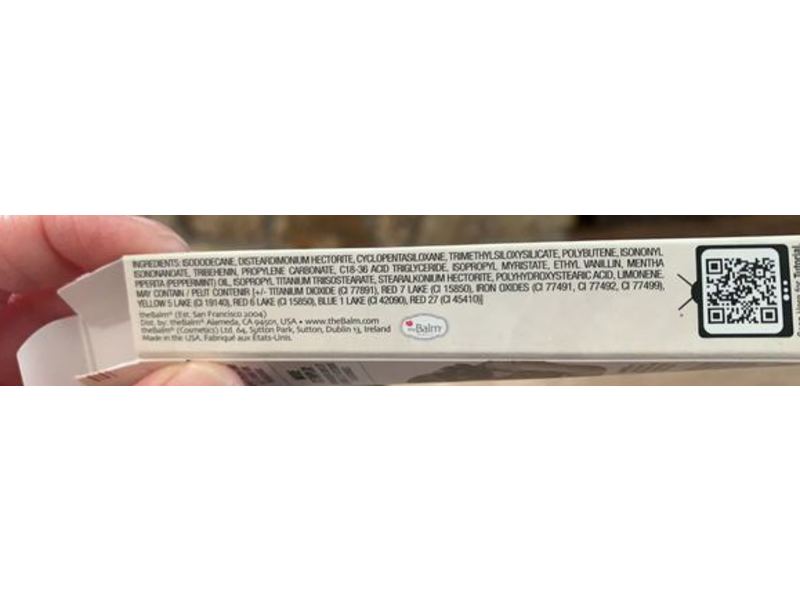 INGREDIENTS: ISODODECANE, DISTEARDIMONIUM HECTORITE, CYCLOPENTASILOXANE, TRIMETHYLSILOXYSILICATE, POLYBUTENE, ISONONYL
ISONONANOATE, TRIBEHENIN, PROPYLENE CARBONATE, C18-36 ACID TRIGLYCERIDE, ISOPROPYL MYRISTATE, ETHYL VANILLIN, MENTHA
PIPERITA (PEPPERMINT) OIL, ISOPROPYL TITANIUM TRIISOSTEARATE, STEARALKONIUM HECTORITE, POLYHYDROXYSTEARIC ACID, LIMONENE.
MAY CONTAIN / PEUT CONTENIR [+/- TITANIUM DIOXIDE (CI 77891), RED 7 LAKE (CI 15850), IRON OXIDES (CI 77491, CI 77492, CI 77499),
YELLOW 5 LAKE (CI 19140), RED 6 LAKE (CI 15850), BLUE 1 LAKE (CI 42090), RED 27 (CI 45410)]
theBalm® (Est. San Francisco 2004)
Dist. by: theBalm® Alameda, CA 94501, USA • www.theBalm.com
theBalm® (Cosmetics) Ltd. 64, Sutton Park, Sutton, Dublin 13, Ireland
Made in the USA. Fabriqué aux États-Unis.
theBalm®
Tutorial